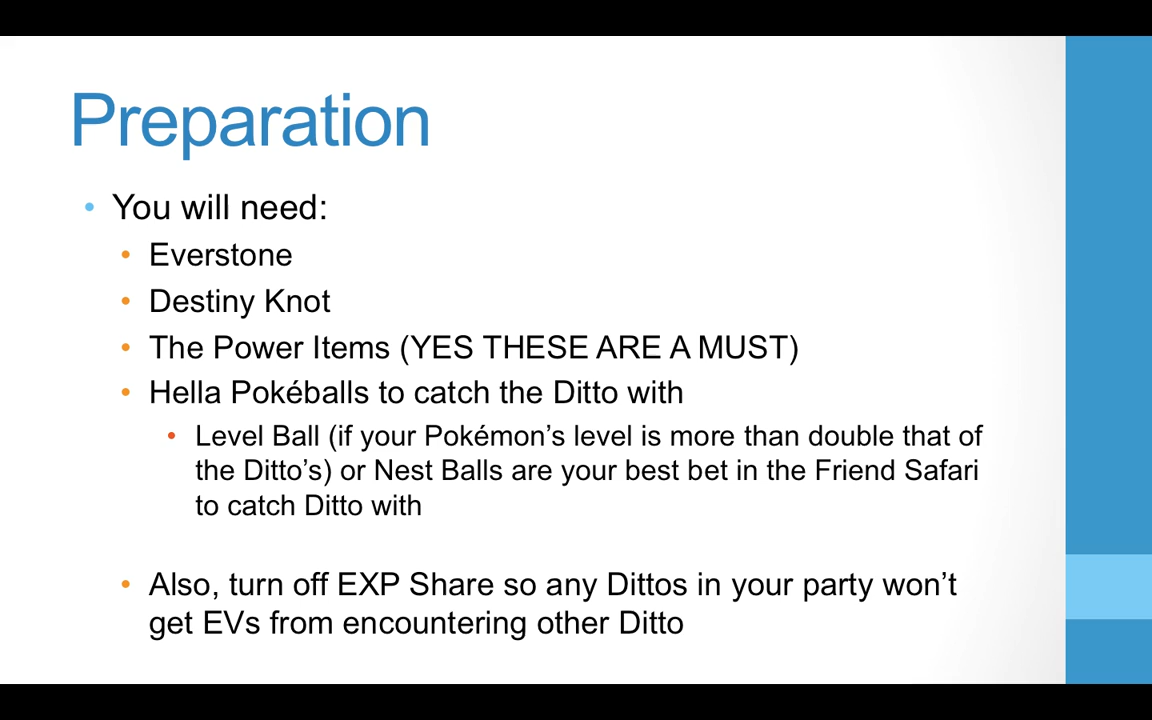 Preparation
• You will need:
• Everstone
• Destiny Knot
• The Power Items (YES THESE ARE A MUST)
• Hella Pokéballs to catch the Ditto with
• Level Ball (if your Pokémon’s level is more than double that of
the Ditto’s) or Nest Balls are your best bet in the Friend Safari
to catch Ditto with
• Also, turn off EXP Share so any Dittos in your party won’t
get EVs from encountering other Ditto